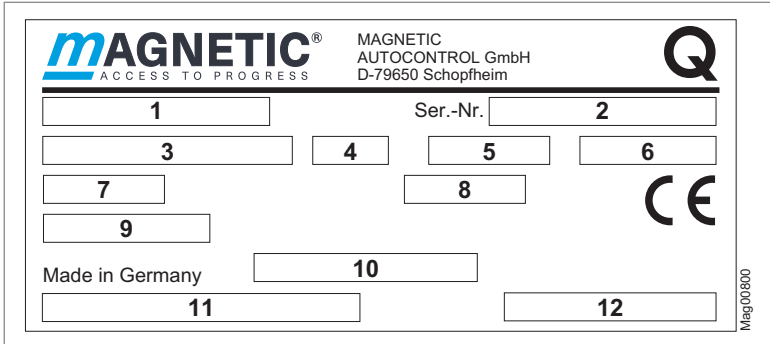 mAGNETIC®
ACCESS TO PROGRESS
MAGNETIC
AUTOCONTROL GmbH
D-79650 Schopfheim
Q
1 Ser.-Nr. 2
3 4 5 6
7 8 CE
9
Made in Germany 10
11 12
Mag00800